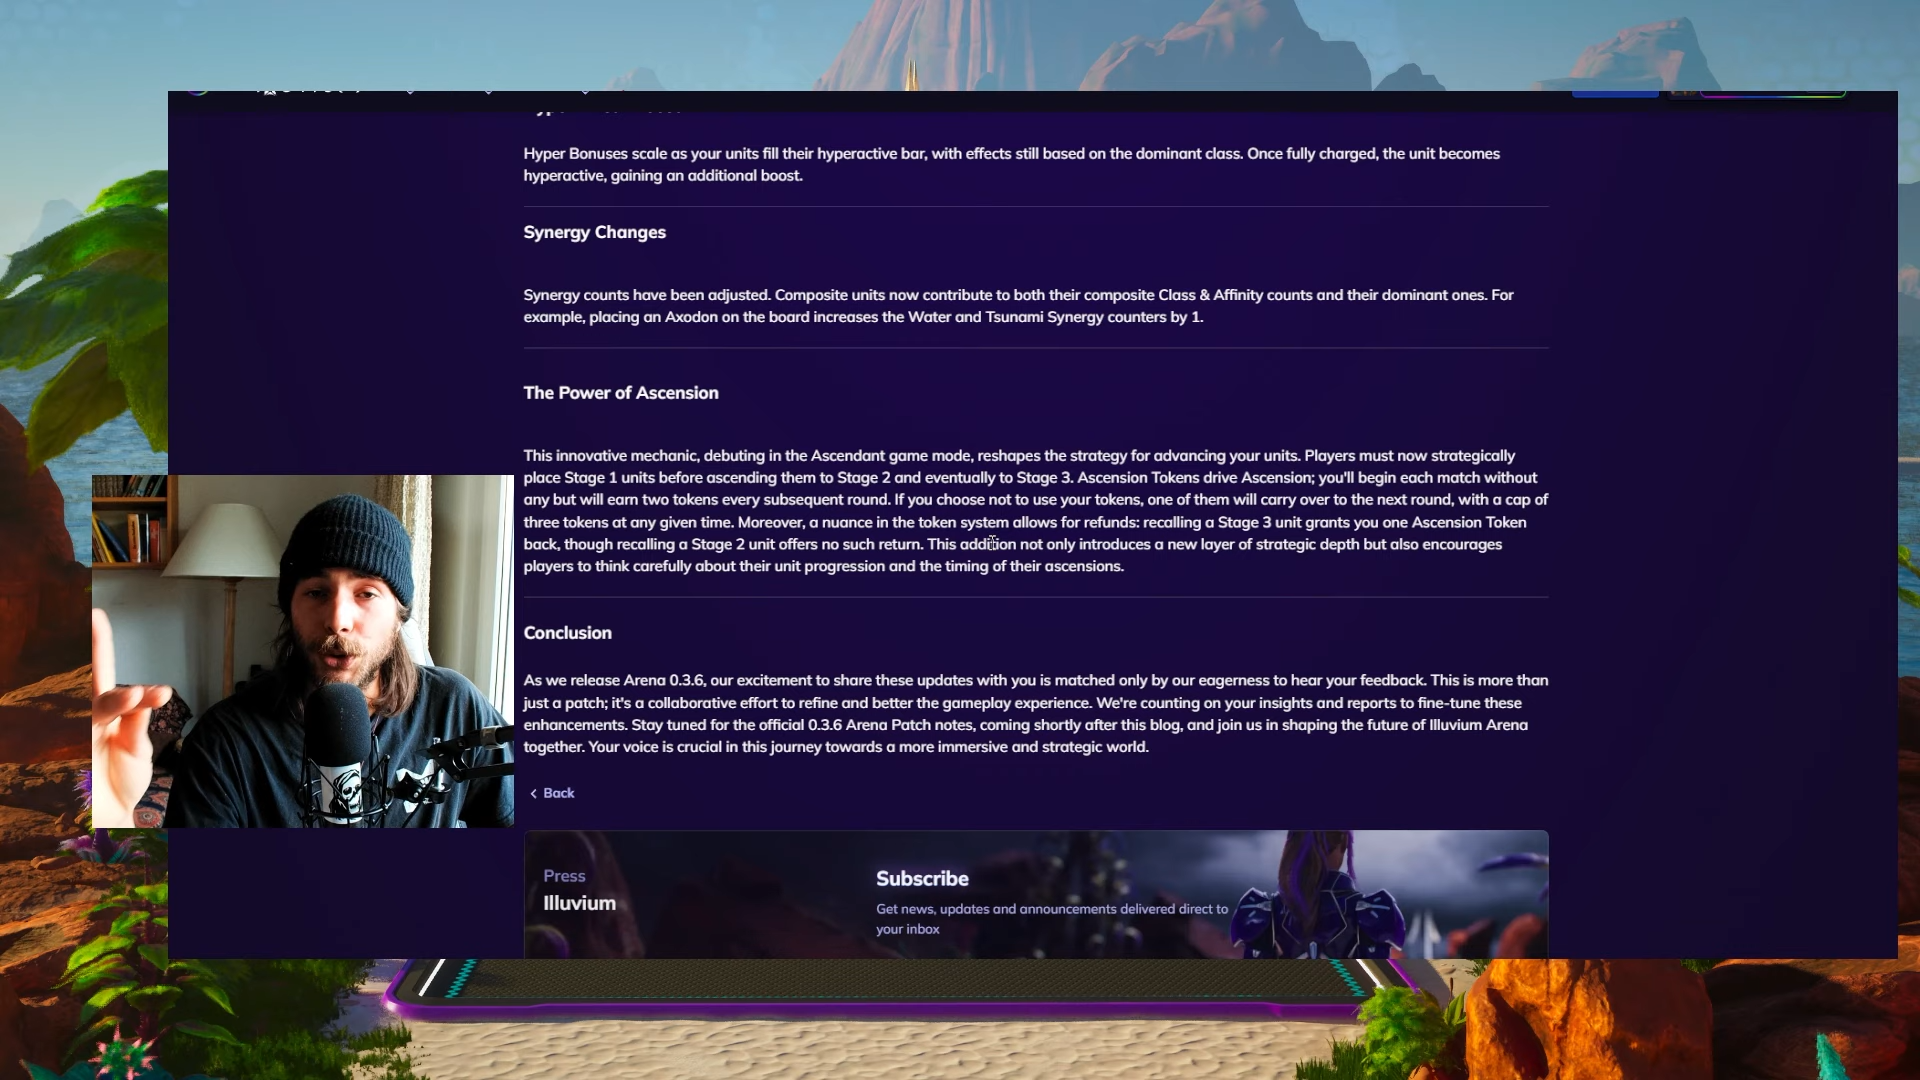 Hyper Bonuses scale as your units fill their hyperactive bar, with effects still based on the dominant class. Once fully charged, the unit becomes
hyperactive, gaining an additional boost.
Synergy Changes
Synergy counts have been adjusted. Composite units now contribute to both their composite Class & Affinity counts and their dominant ones. For
example, placing an Axodon on the board increases the Water and Tsunami Synergy counters by 1.
The Power of Ascension
This innovative mechanic, debuting in the Ascendant game mode, reshapes the strategy for advancing your units. Players must now strategically
place Stage 1 units before ascending them to Stage 2 and eventually to Stage 3. Ascension Tokens drive Ascension; you'll begin each match without
any but will earn two tokens every subsequent round. If you choose not to use your tokens, one of them will carry over to the next round, with a cap of
three tokens at any given time. Moreover, a nuance in the token system allows for refunds: recalling a Stage 3 unit grants you one Ascension Token
back, though recalling a Stage 2 unit offers no such return. This addition not only introduces a new layer of strategic depth but also encourages
players to think carefully about their unit progression and the timing of their ascensions.
Conclusion
As we release Arena 0.3.6, our excitement to share these updates with you is matched only by our eagerness to hear your feedback. This is more than
just a patch; it's a collaborative effort to refine and better the gameplay experience. We're counting on your insights and reports to fine-tune these
enhancements. Stay tuned for the official 0.3.6 Arena Patch notes, coming shortly after this blog, and join us in shaping the future of Illuvium Arena
together. Your voice is crucial in this journey towards a more immersive and strategic world.
Back
Press
Illuvium
Subscribe
Get news, updates and announcements delivered direct to
your inbox